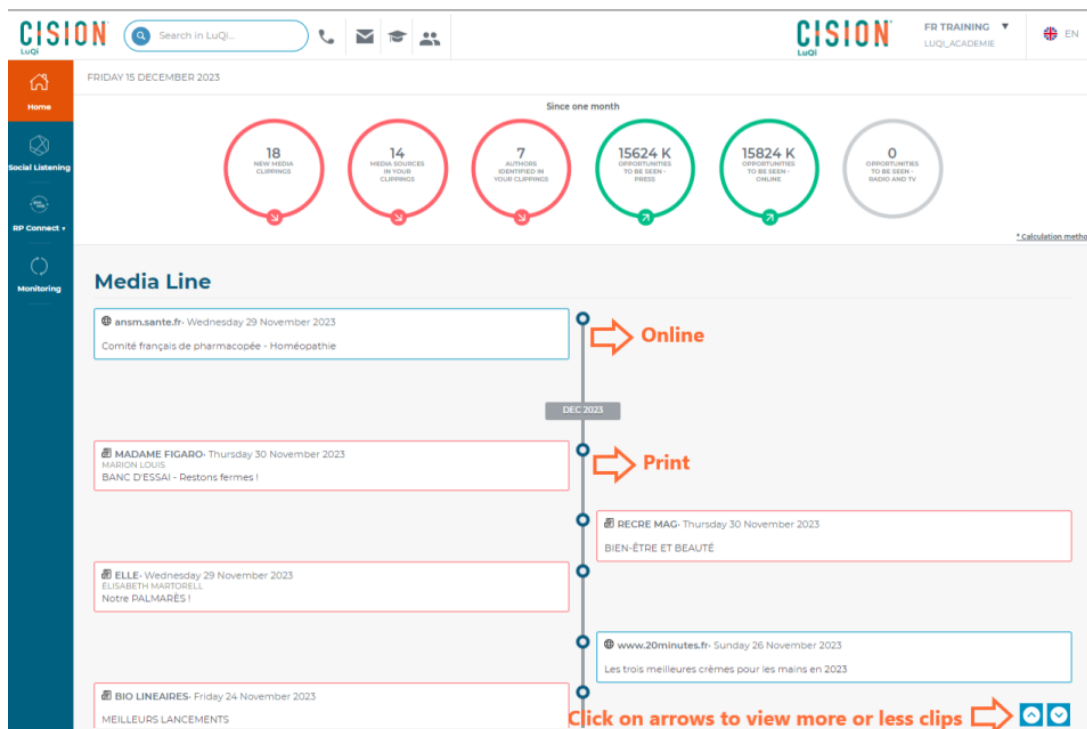 CISION
LuQi
Search in LuQi...
CISION
LuQi
FR TRAINING
LUQI_ACADEMIE
EN
Home
Social Listening
RP Connect
Monitoring
FRIDAY 15 DECEMBER 2023
Since one month
18
NEW MEDIA
CLIPPINGS
14
MEDIA SOURCES
IN YOUR
CLIPPINGS
7
AUTHORS
IDENTIFIED IN
YOUR CLIPPINGS
15624 K
OPPORTUNITIES
TO BE SEEN -
PRESS
15824 K
OPPORTUNITIES
TO BE SEEN -
ONLINE
0
OPPORTUNITIES
TO BE SEEN -
RADIO AND TV
* Calculation metho
Media Line
ansm.sante.fr- Wednesday 29 November 2023
Comité français de pharmacopée - Homéopathie
Online
DEC 2023
MADAME FIGARO- Thursday 30 November 2023
MARION LOUIS
BANC D'ESSAI - Restons fermes !
Print
RECRE MAG- Thursday 30 November 2023
BIEN-ÊTRE ET BEAUTÉ
ELLE- Wednesday 29 November 2023
ELISABETH MARTORELL
Notre PALMARÈS !
www.20minutes.fr- Sunday 26 November 2023
Les trois meilleures crèmes pour les mains en 2023
BIO LINEAIRES- Friday 24 November 2023
MEILLEURS LANCEMENTS
Click on arrows to view more or less clips